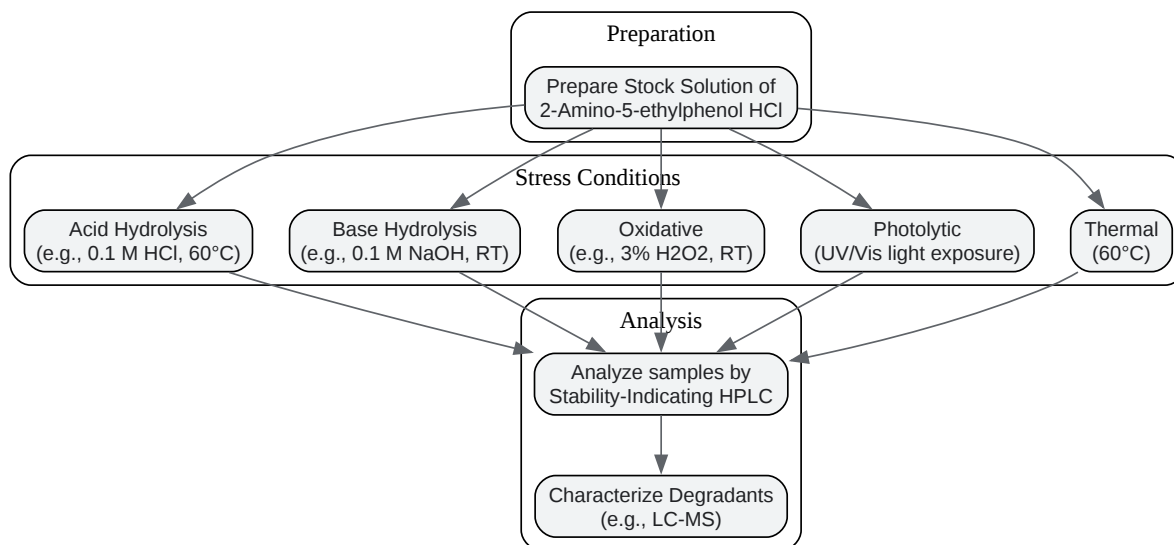 Preparation
Prepare Stock Solution of
2-Amino-5-ethylphenol HCl
Stress Conditions
Acid Hydrolysis
(e.g., 0.1 M HCl, 60°C)
Base Hydrolysis
(e.g., 0.1 M NaOH, RT)
Oxidative
(e.g., 3% H2O2, RT)
Photolytic
(UV/Vis light exposure)
Thermal
(60°C)
Analysis
Analyze samples by
Stability-Indicating HPLC
Characterize Degradants
(e.g., LC-MS)